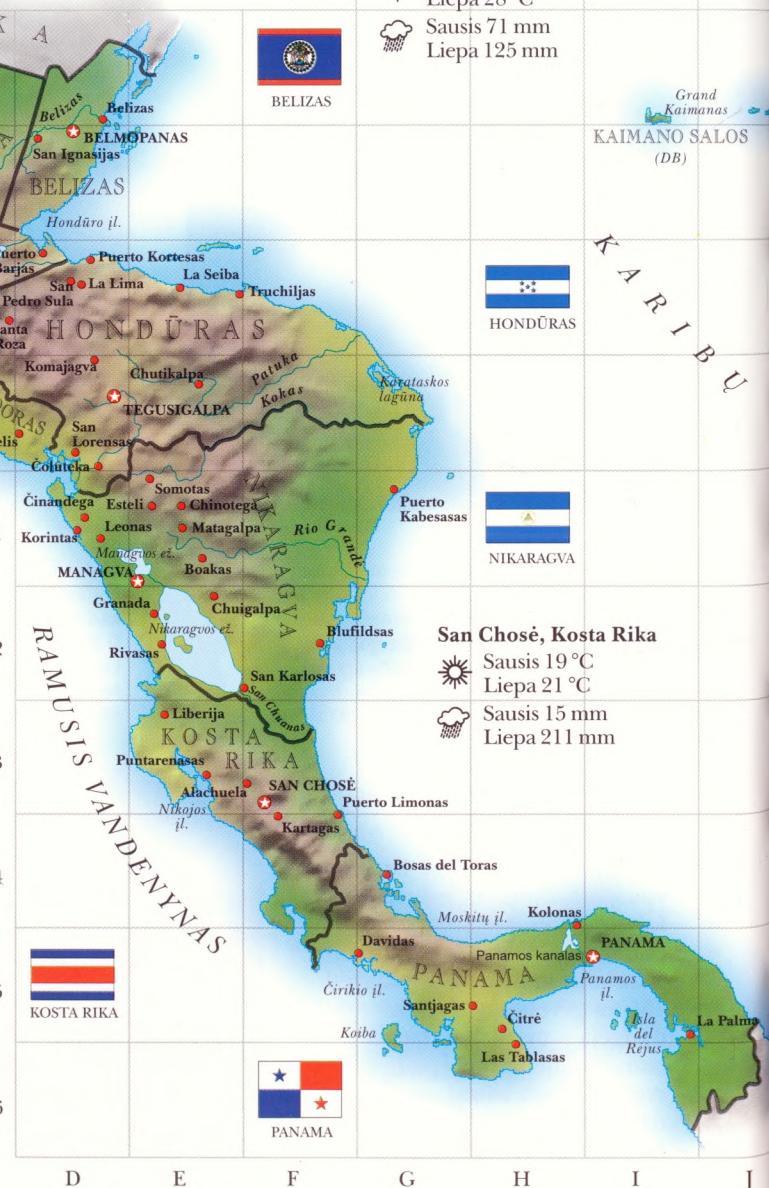 Liepa 28 °C
Sausis 71 mm
Liepa 125 mm
K A
BELIZAS
Grand
Kaimanas
KAIMANO SALOS
(DB)
Belizas
Belizas
BELMOPANAS
San Ignasijas
BELIZAS
Hondūro įl.
Puerto Kortesas
La Seiba
Truchiljas
San
Pedro Sula
La Lima
HONDŪRAS
Komajagva
Chutikalpa
Patuka
Kokas
Karataskos
lagūna
TEGUSIGALPA
San
Lorensas
Čoluteka
KARIBŲ
HONDŪRAS
Somotas
Činandega
Esteli
Chinotega
NIKARAGVA
Korintas
Leonas
Matagalpa
Rio Grandė
Puerto
Kabesasas
NIKARAGVA
Managvos ež.
MANAGVA
Boakas
Granada
Chuigalpa
Nikaragvos ež.
Rivasas
Blufildsas
San Karlosas
San Chuanas
San Chosė, Kosta Rika
Sausis 19 °C
Liepa 21 °C
Sausis 15 mm
Liepa 211 mm
RAMUSIS VANDENYNAS
Liberija
KOSTA
RIKA
Puntarenasas
Alachuela
SAN CHOSĖ
Nikojos
įl.
Kartagas
Puerto Limonas
Bosas del Toras
Moskitų įl.
Kolonas
Davidas
Panamos kanalas
PANAMA
PANAMA
Čirikio įl.
Panamos
įl.
Santjagas
Čitrė
Koiba
Las Tablasas
Isla
del
Rejus
La Palma
KOSTA RIKA
PANAMA
D E F G H I J